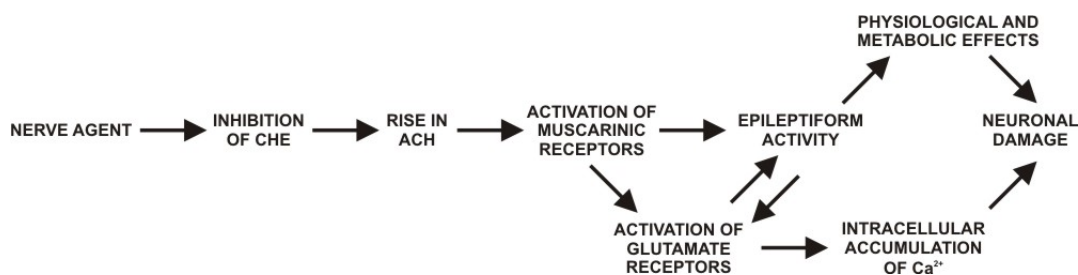 PHYSIOLOGICAL AND
METABOLIC EFFECTS
NERVE AGENT
INHIBITION
OF CHE
RISE IN
ACH
ACTIVATION OF
MUSCARINIC
RECEPTORS
EPILEPTIFORM
ACTIVITY
NEURONAL
DAMAGE
ACTIVATION OF
GLUTAMATE
RECEPTORS
INTRACELLULAR
ACCUMULATION
OF Ca²⁺